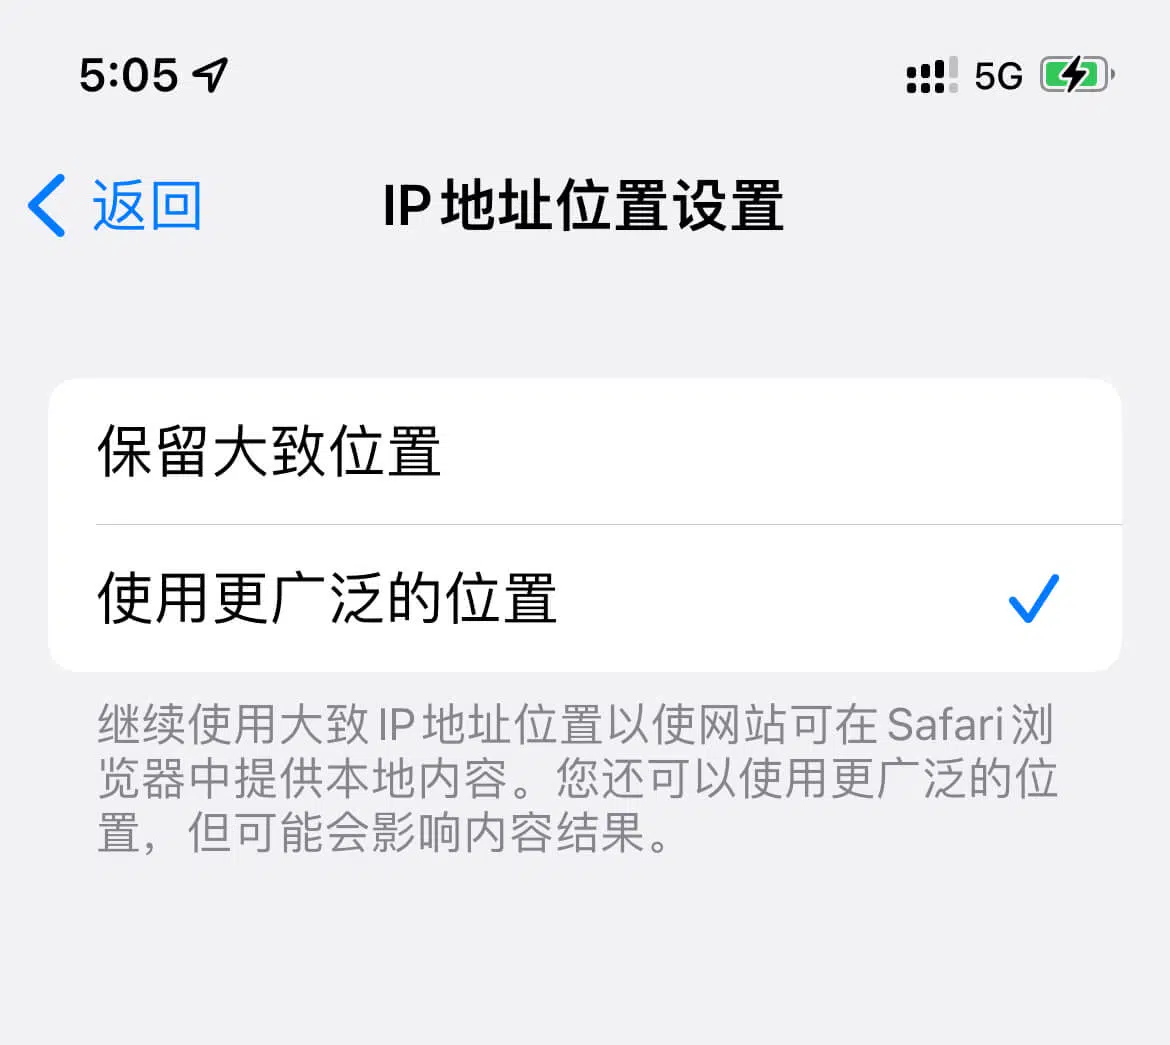 5:05 5G
返回 IP 地址位置设置
保留大致位置
使用更广泛的位置
继续使用大致 IP 地址位置以使网站可在 Safari 浏
览器中提供本地内容。您还可以使用更广泛的位
置，但可能会影响内容结果。